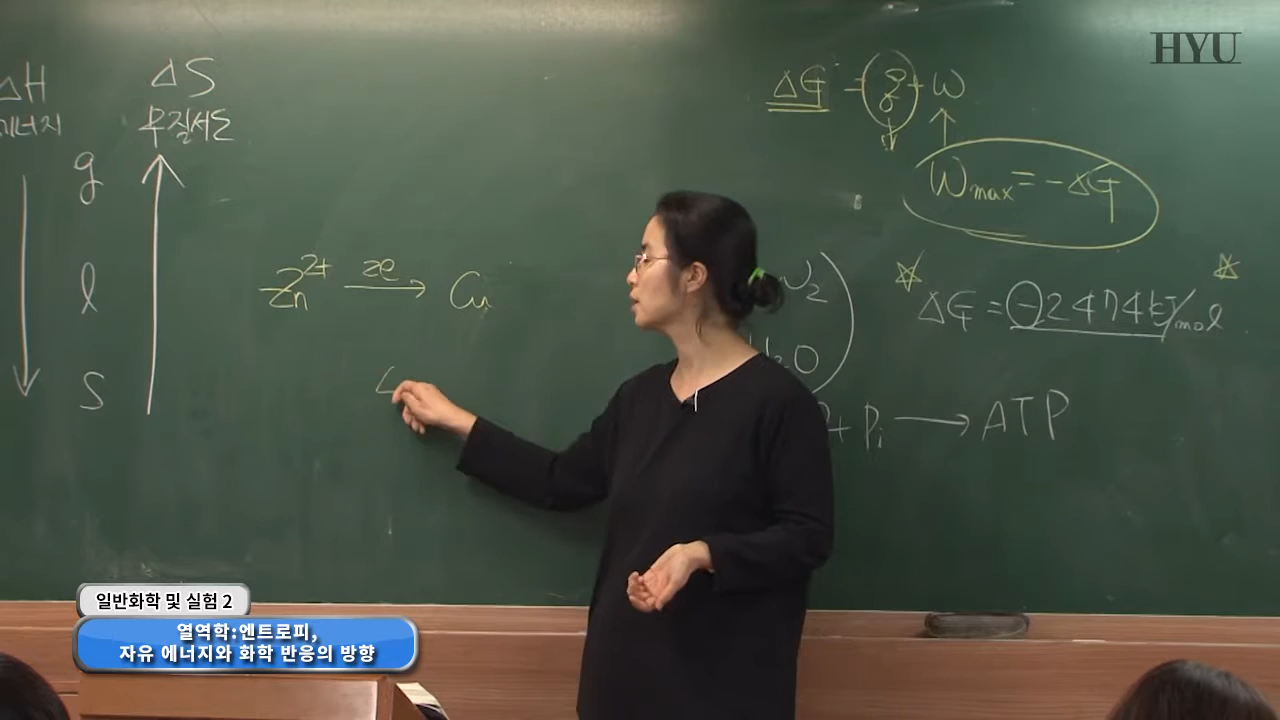 HYU
ΔH
ΔS
에너지
무질서도
g
l
s
Zn²⁺ 2e → Cu
ΔG = q + w
Wmax = -ΔG
ΔG = -2474 kJ/mol
+ Pi → ATP
일반화학 및 실험 2
열역학:엔트로피,
자유 에너지와 화학 반응의 방향